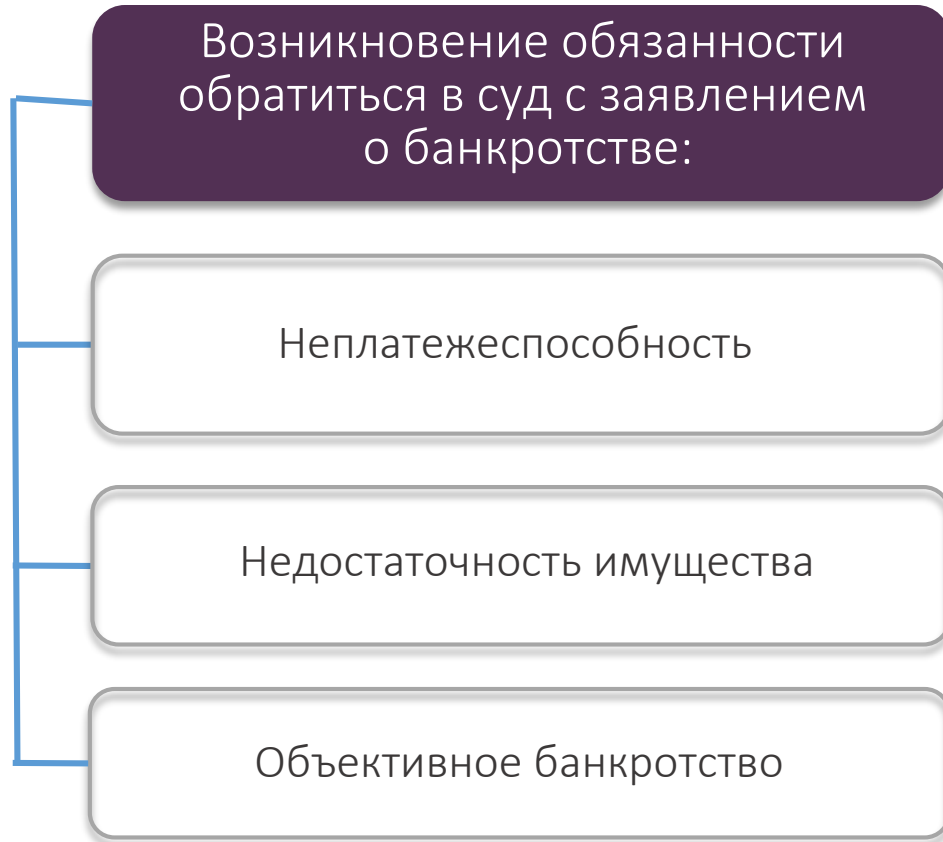 Возникновение обязанности
обратиться в суд с заявлением
о банкротстве:
Неплатежеспособность
Недостаточность имущества
Объективное банкротство